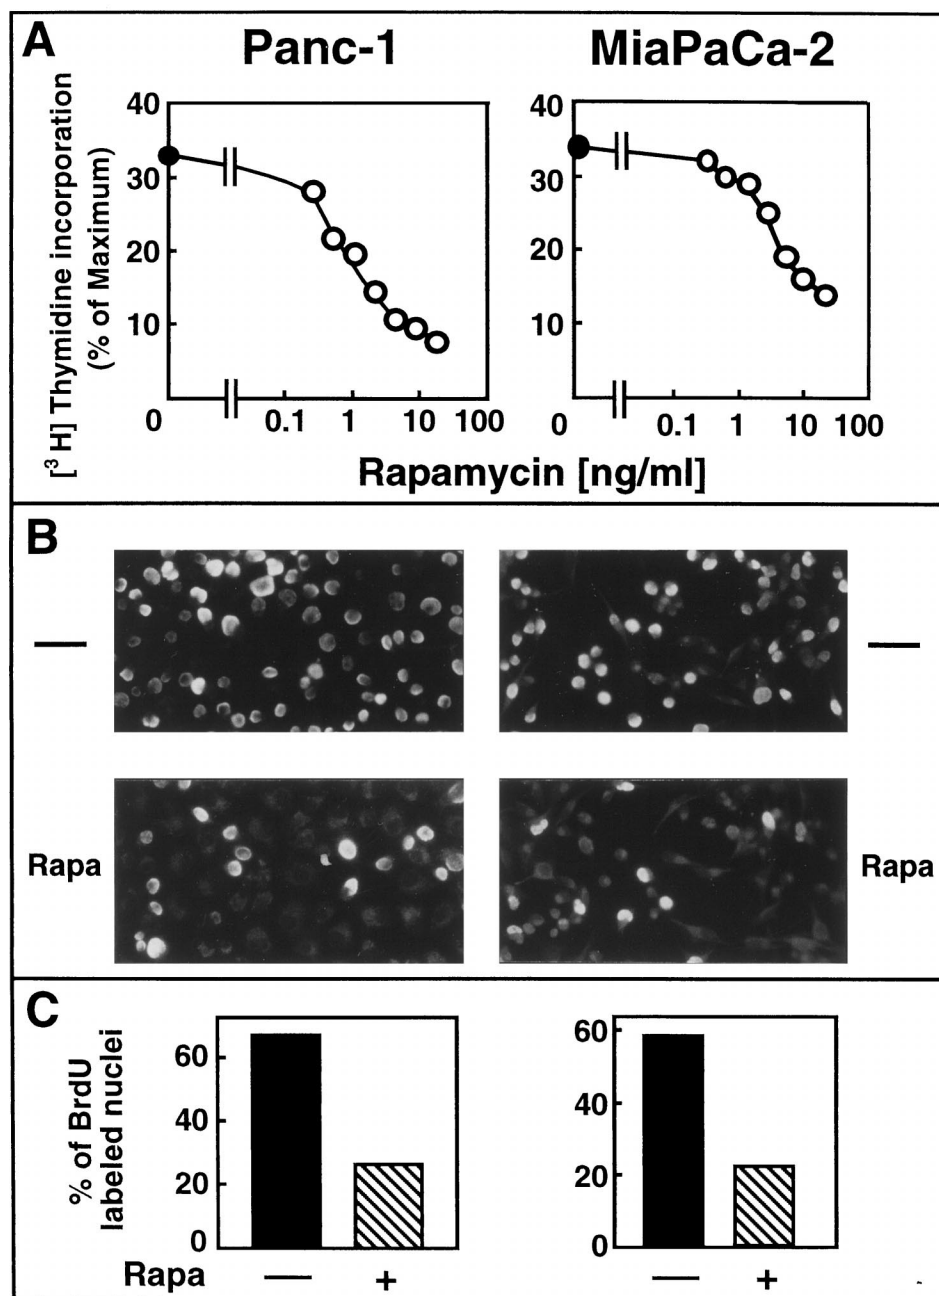 A
Panc-1
MiaPaCa-2
[³H] Thymidine incorporation
(% of Maximum)
40
30
20
10
0
0.1
1
10
100
40
30
20
10
0
0.1
1
10
100
Rapamycin [ng/ml]
B
—
—
Rapa
Rapa
C
% of BrdU
labeled nuclei
60
40
20
0
60
40
20
0
Rapa — +
— +